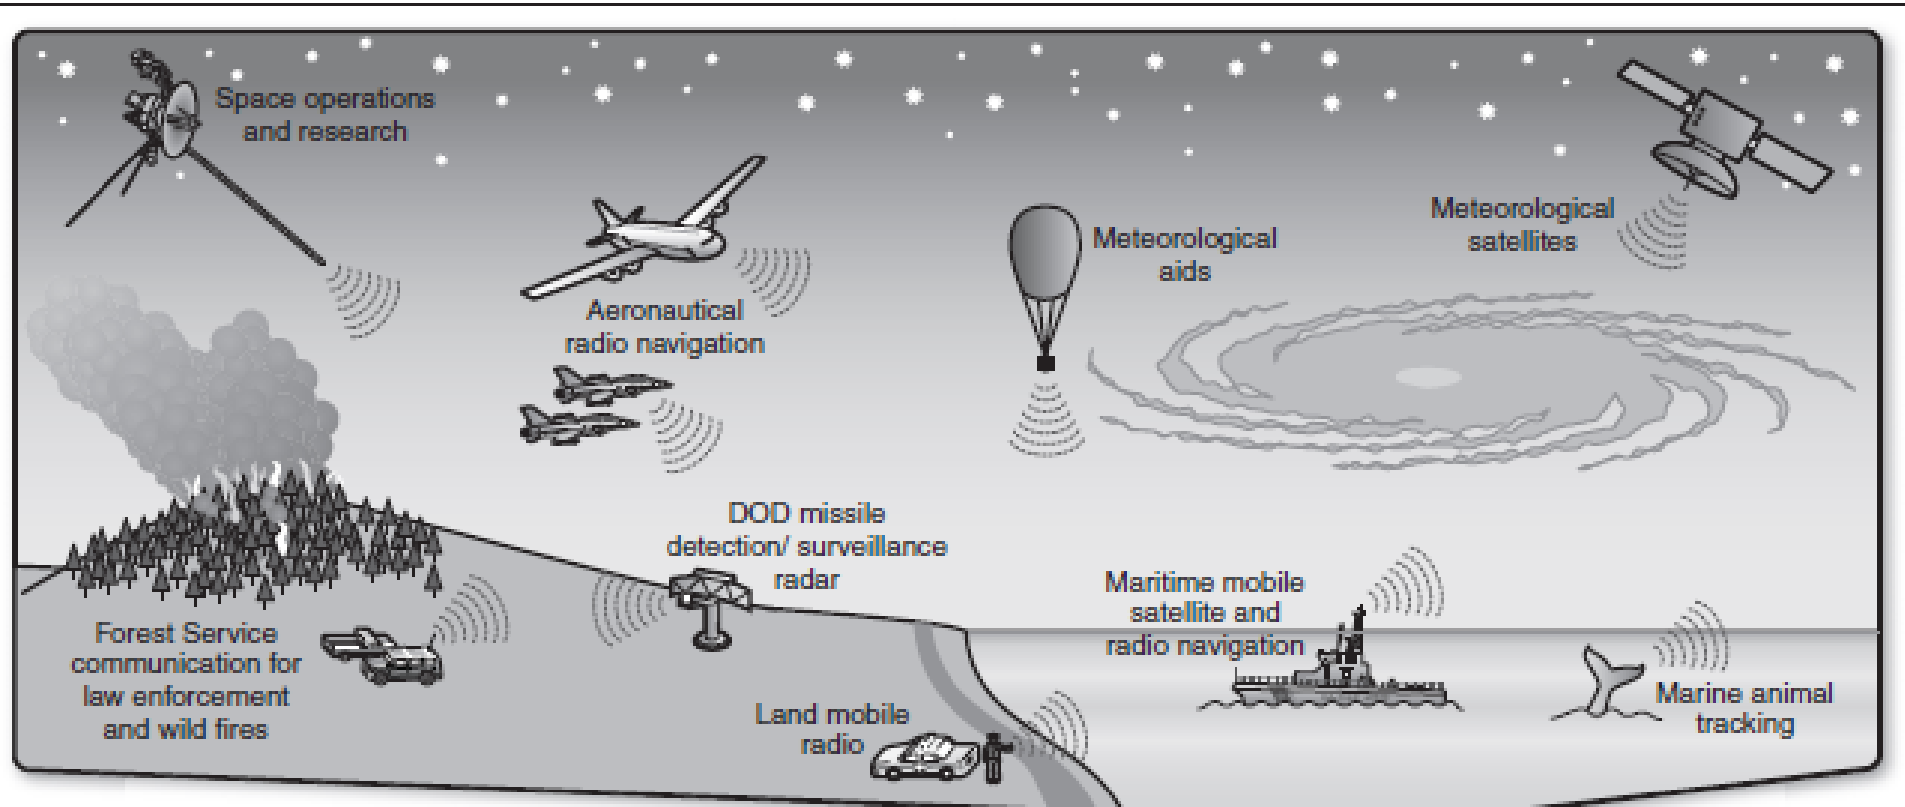 Space operations
and research
Meteorological
satellites
Meteorological
aids
Aeronautical
radio navigation
DOD missile
detection/ surveillance
radar
Maritime mobile
satellite and
radio navigation
Forest Service
communication for
law enforcement
and wild fires
Marine animal
tracking
Land mobile
radio